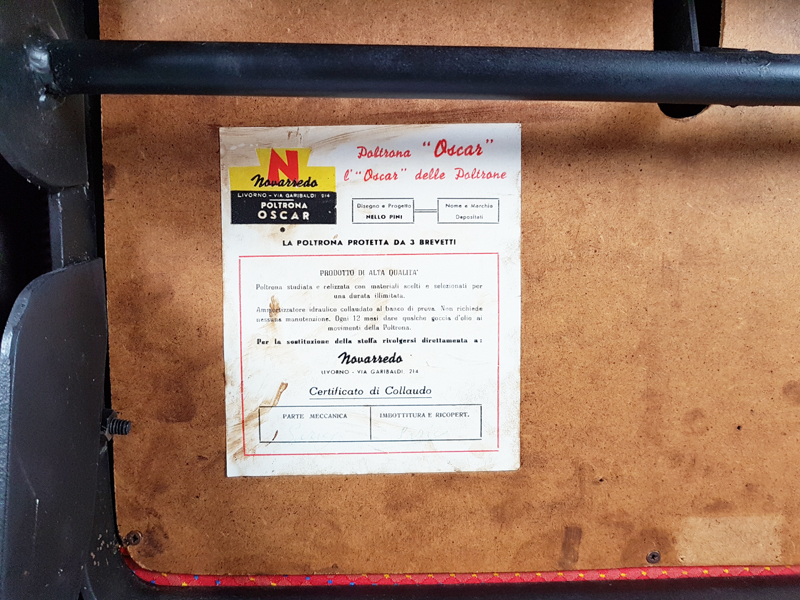 Poltrona "Oscar"
l'"Oscar" delle Poltrone
N
Novarredo
LIVORNO - VIA GARIBALDI, 214
POLTRONA
OSCAR
Disegno e Progetto
NELLO PINI
Nome e Marchio
Depositati
LA POLTRONA PROTETTA DA 3 BREVETTI
PRODOTTO DI ALTA QUALITA'
Poltrona studiata e relizzata con materiali scelti e selezionati per
una durata illimitata.
Ammortizzatore idraulico collaudato al banco di prova. Non richiede
nessuna manutenzione. Ogni 12 mesi dare qualche goccia d'olio ai
movimenti della Poltrona.
Per la sostituzione della stoffa rivolgersi direttamente a:
Novarredo
LIVORNO - VIA GARIBALDI, 214
Certificato di Collaudo
PARTE MECCANICA
IMBOTTITURA E RICOPERT.